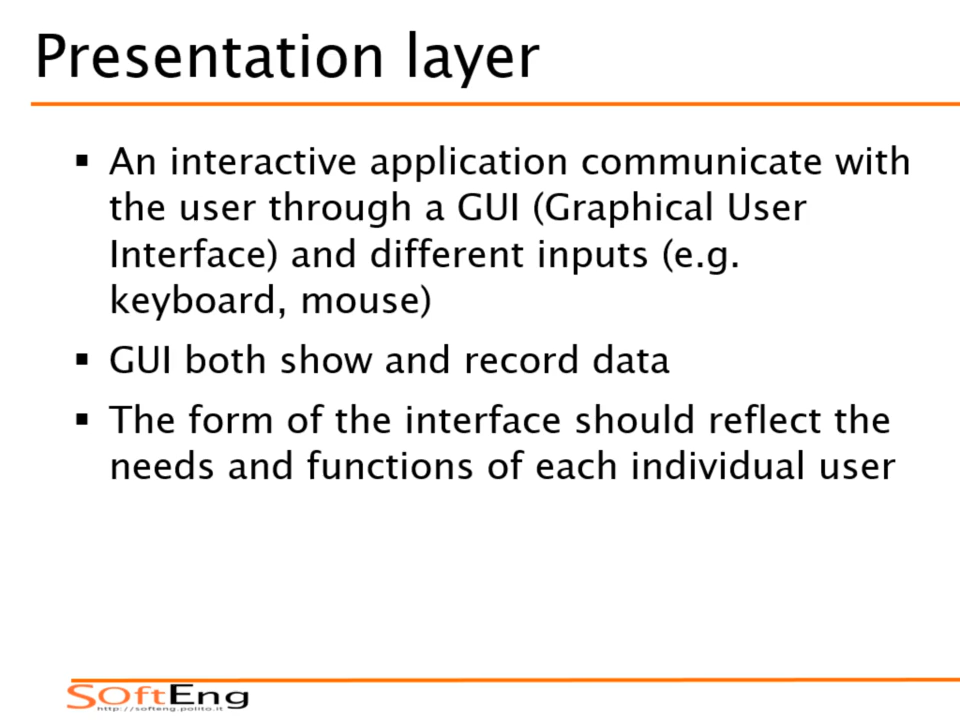 Presentation layer
▪ An interactive application communicate with
the user through a GUI (Graphical User
Interface) and different inputs (e.g.
keyboard, mouse)
▪ GUI both show and record data
▪ The form of the interface should reflect the
needs and functions of each individual user
SOftEng
http://softeng.polito.it